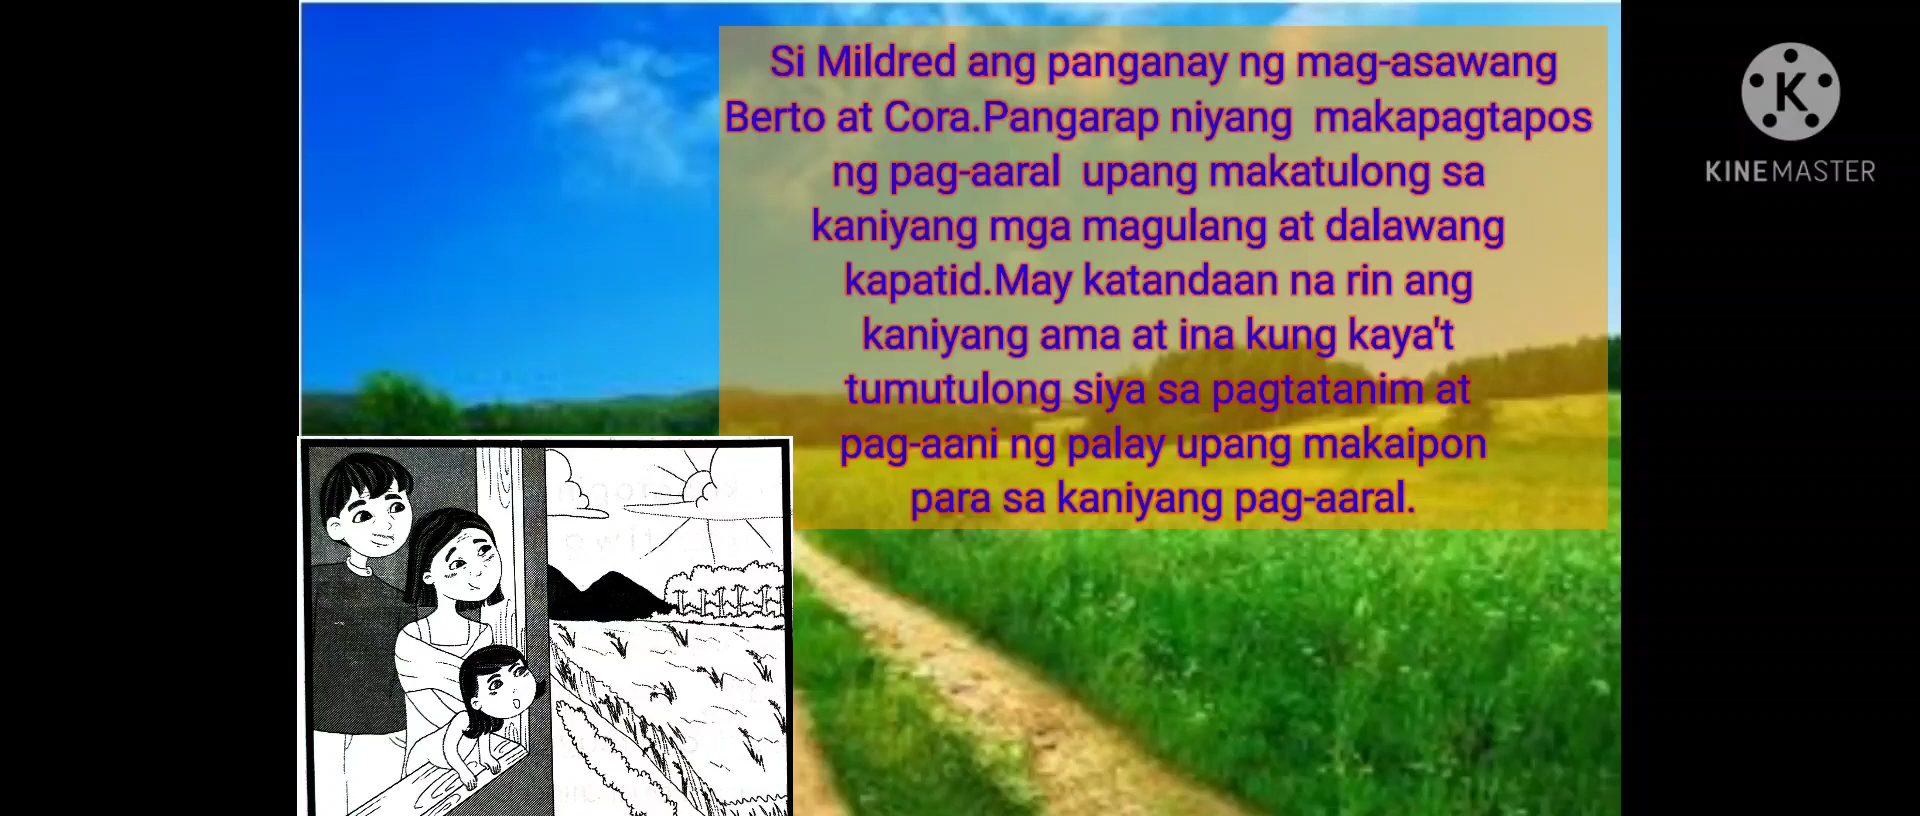 Si Mildred ang panganay ng mag-asawang
Berto at Cora.Pangarap niyang  makapagtapos
ng pag-aaral  upang makatulong sa
kaniyang mga magulang at dalawang
kapatid.May katandaan na rin ang
kaniyang ama at ina kung kaya't
tumutulong siya sa pagtatanim at
pag-aani ng palay upang makaipon
para sa kaniyang pag-aaral.
K
KINEMASTER